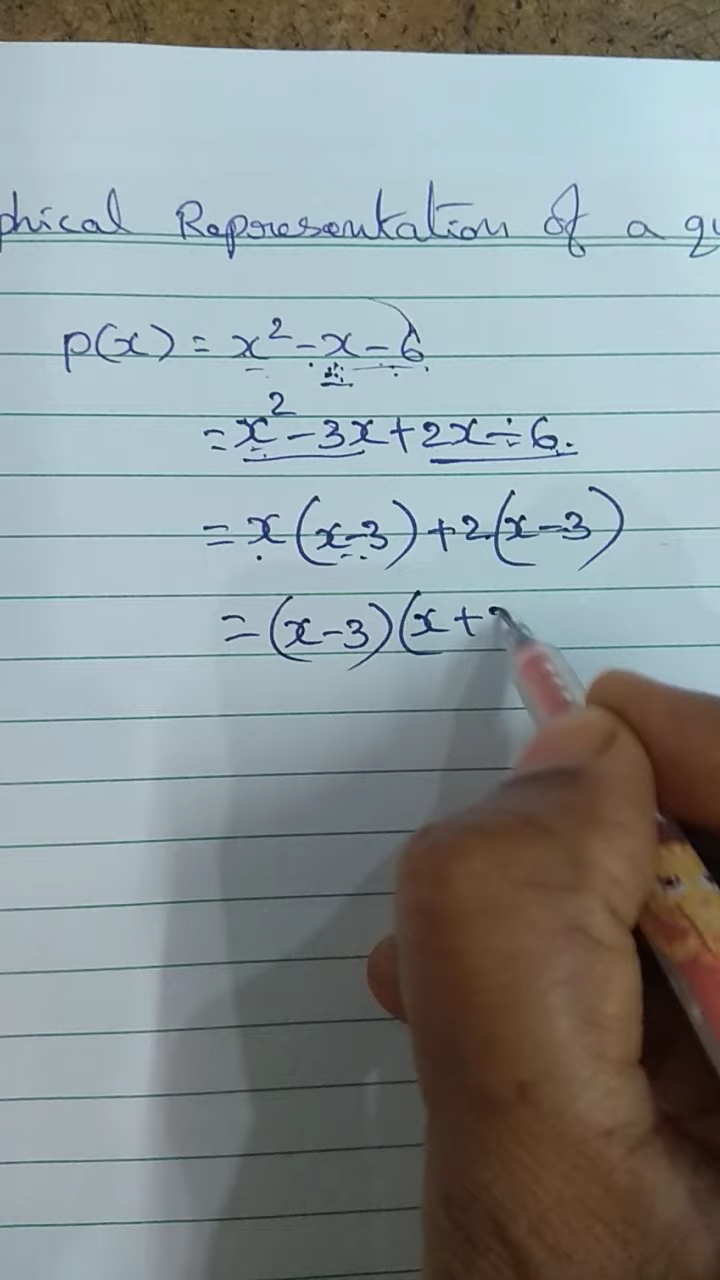 phical Representation of a qu
p(x) = x² - x - 6
= x² - 3x + 2x - 6.
= x(x-3) + 2(x-3)
= (x-3)(x+